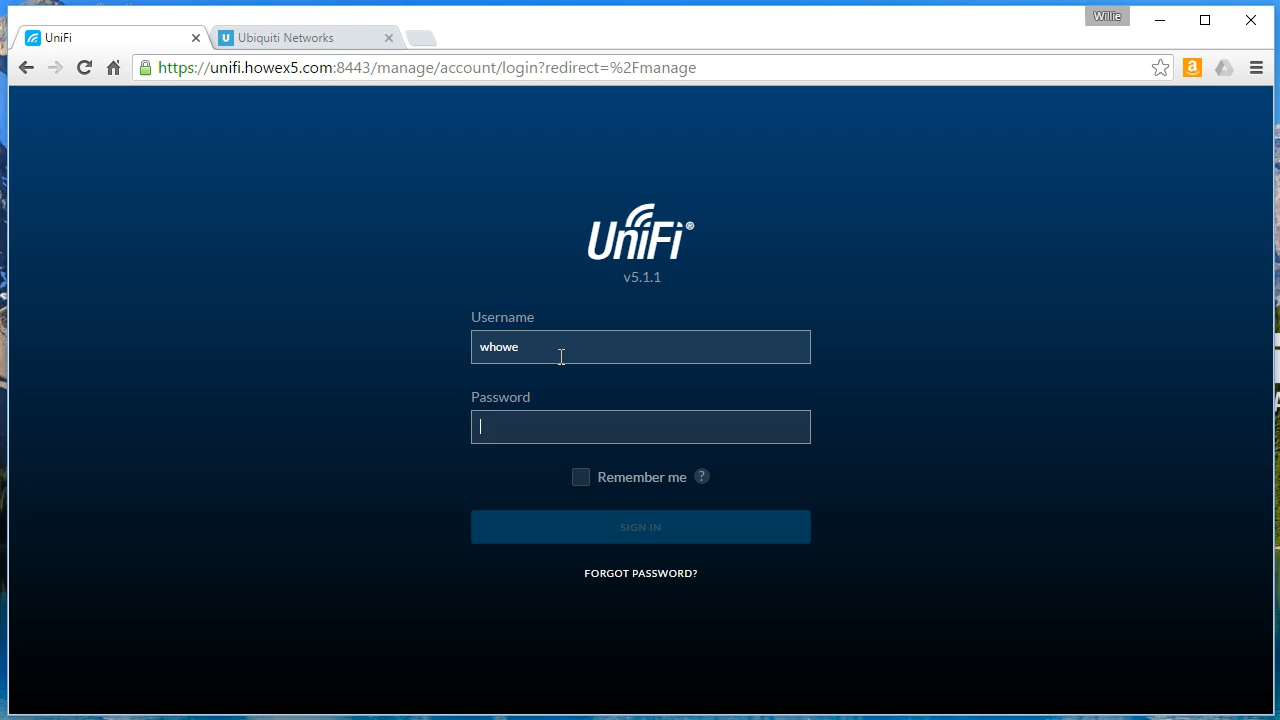 Willie
UniFi
Ubiquiti Networks
https://unifi.howex5.com:8443/manage/account/login?redirect=%2Fmanage
UniFi®
v5.1.1
Username
whowe
Password
Remember me ?
SIGN IN
FORGOT PASSWORD?